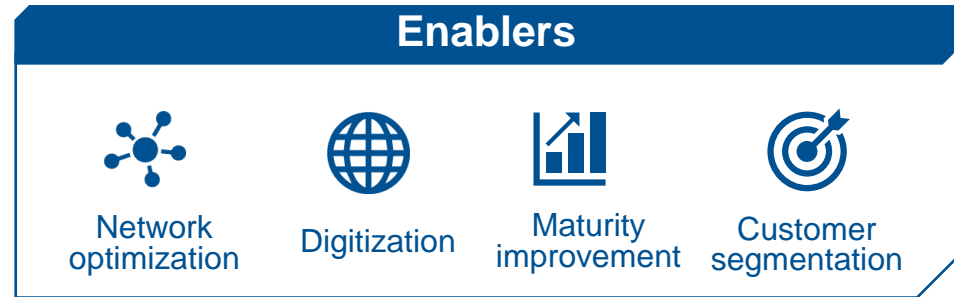 Enablers
Network
optimization
Digitization
Maturity
improvement
Customer
segmentation